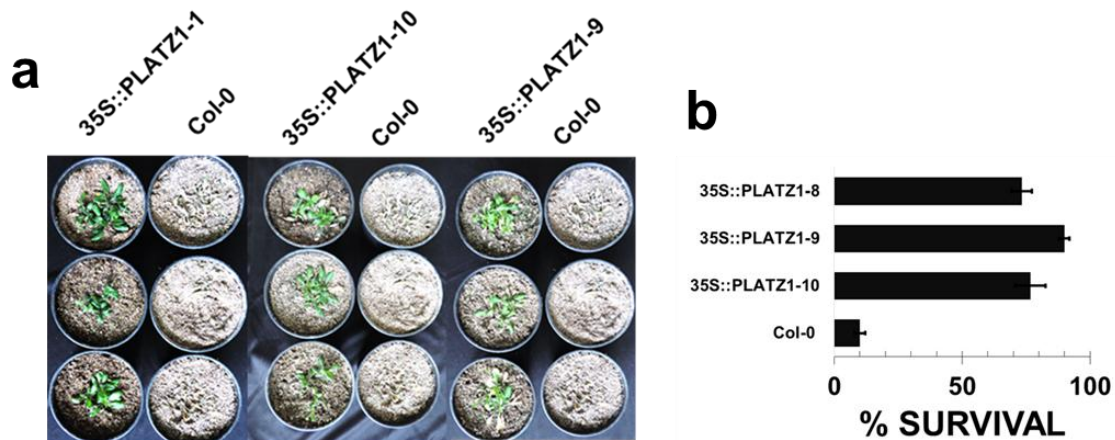 a
35S::PLATZ1-1
Col-0
35S::PLATZ1-10
Col-0
35S::PLATZ1-9
Col-0
b
35S::PLATZ1-8
35S::PLATZ1-9
35S::PLATZ1-10
Col-0
0 50 100
% SURVIVAL